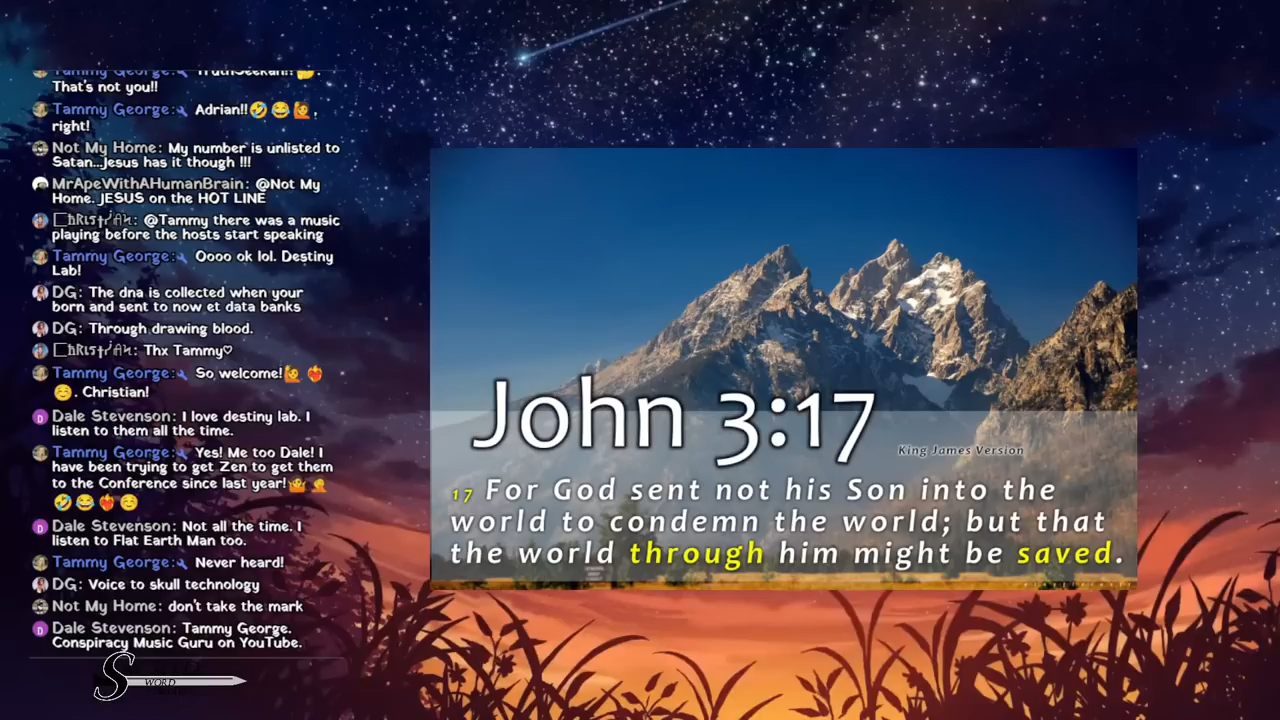 Tammy George: TruthSeekah!!🤔.
That's not you!!
Tammy George: Adrian!!🤣😂🙋.
right!
Not My Home: My number is unlisted to
Satan...Jesus has it though !!!
MrApeWithAHumanBrain: @Not My
Home. JESUS on the HOT LINE
@Tammy there was a music
playing before the hosts start speaking
Tammy George: Oooo ok lol. Destiny
Lab!
DG: The dna is collected when your
born and sent to now et data banks
DG: Through drawing blood.
Thx Tammy♡
Tammy George: So welcome!🙋❤️‍🔥
☺️. Christian!
D Dale Stevenson: I love destiny lab. I
listen to them all the time.
Tammy George: Yes! Me too Dale! I
have been trying to get Zen to get them
to the Conference since last year!🤷🤦
🤣😂❤️‍🔥☺️
D Dale Stevenson: Not all the time. I
listen to Flat Earth Man too.
Tammy George: Never heard!
DG: Voice to skull technology
Not My Home: don't take the mark
D Dale Stevenson: Tammy George.
Conspiracy Music Guru on YouTube.
S WORD
John 3:17
King James Version
17 For God sent not his Son into the
world to condemn the world; but that
the world through him might be saved.